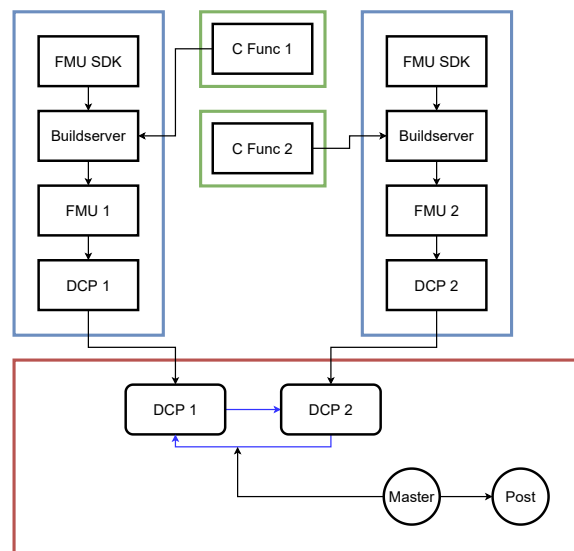 FMU SDK
Buildserver
FMU 1
DCP 1
C Func 1
C Func 2
FMU SDK
Buildserver
FMU 2
DCP 2
DCP 1
DCP 2
Master
Post